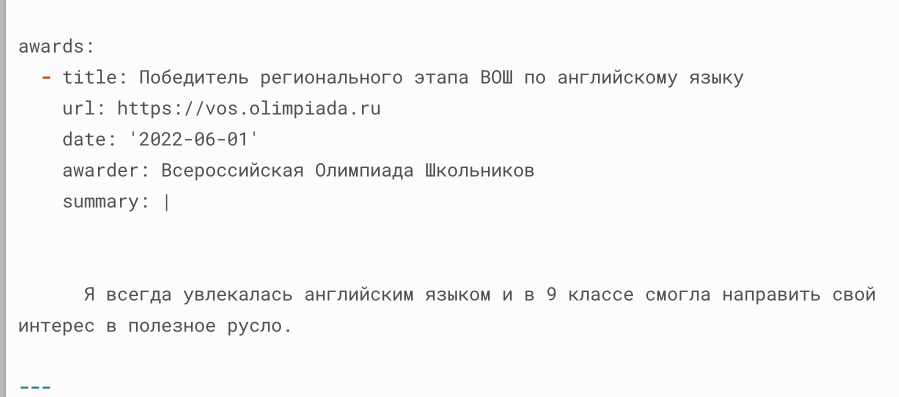 awards:
- title: Победитель регионального этапа ВОШ по английскому языку
url: https://vos.olimpiada.ru
date: '2022-06-01'
awarder: Всероссийская Олимпиада Школьников
summary: |
Я всегда увлекалась английским языком и в 9 классе смогла направить свой
интерес в полезное русло.
---